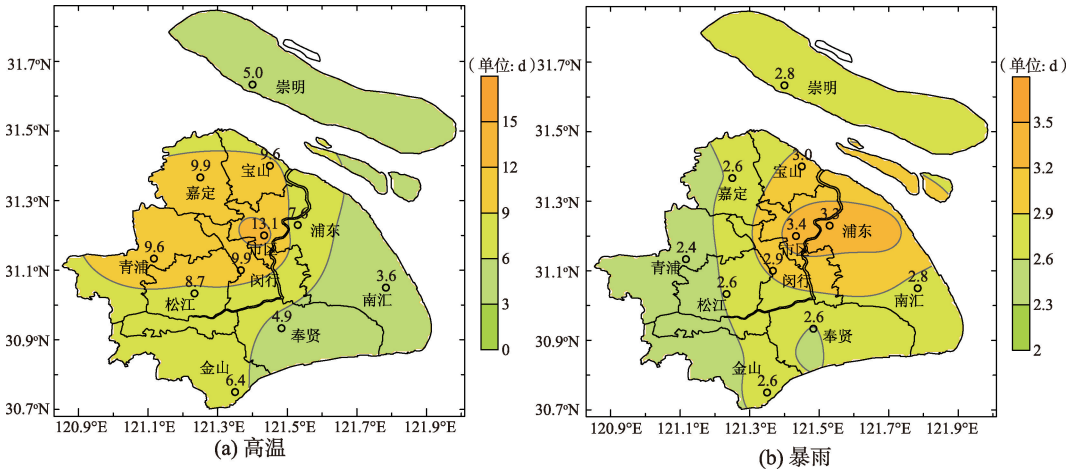 31.7°N
31.5°N
31.3°N
31.1°N
30.9°N
30.7°N
120.9°E
121.1°E
121.3°E
121.5°E
121.7°E
121.9°E
5.0
崇明
9.9
嘉定
9.6
宝山
13.1
市区
7.6
浦东
9.6
青浦
9.9
闵行
8.7
松江
3.6
南汇
4.9
奉贤
金山
6.4
(单位: d)
15
12
9
6
3
0
(a) 高温
31.7°N
31.5°N
31.3°N
31.1°N
30.9°N
30.7°N
120.9°E
121.1°E
121.3°E
121.5°E
121.7°E
121.9°E
2.8
崇明
2.6
嘉定
3.0
宝山
3.4
市区
3.3
浦东
2.4
青浦
2.9
闵行
2.6
松江
2.8
南汇
2.6
奉贤
金山
2.6
(单位: d)
3.5
3.2
2.9
2.6
2.3
2
(b) 暴雨